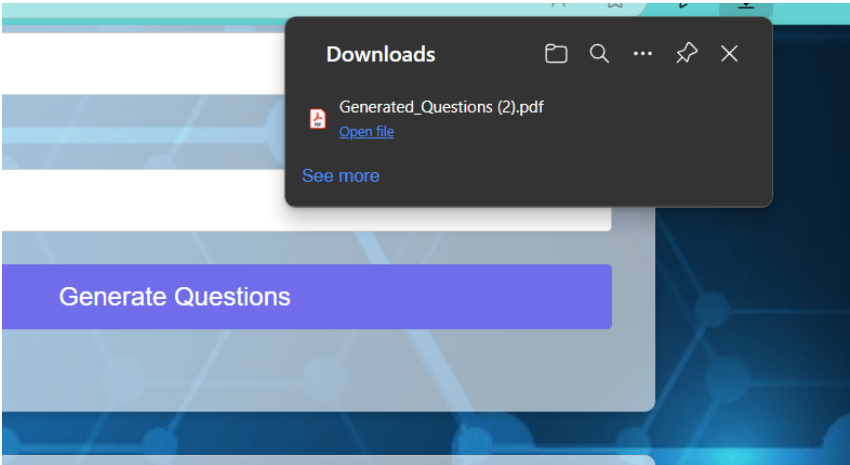 Downloads
Generated_Questions (2).pdf
Open file
See more
Generate Questions